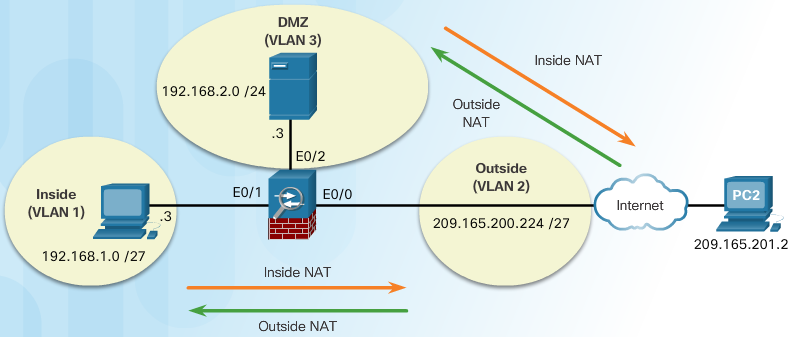 DMZ
(VLAN 3)
192.168.2.0 /24
.3
E0/2
Inside NAT
Outside
NAT
Inside
(VLAN 1)
.3
192.168.1.0 /27
E0/1
E0/0
Outside
(VLAN 2)
209.165.200.224 /27
Internet
PC2
209.165.201.2
Inside NAT
Outside NAT